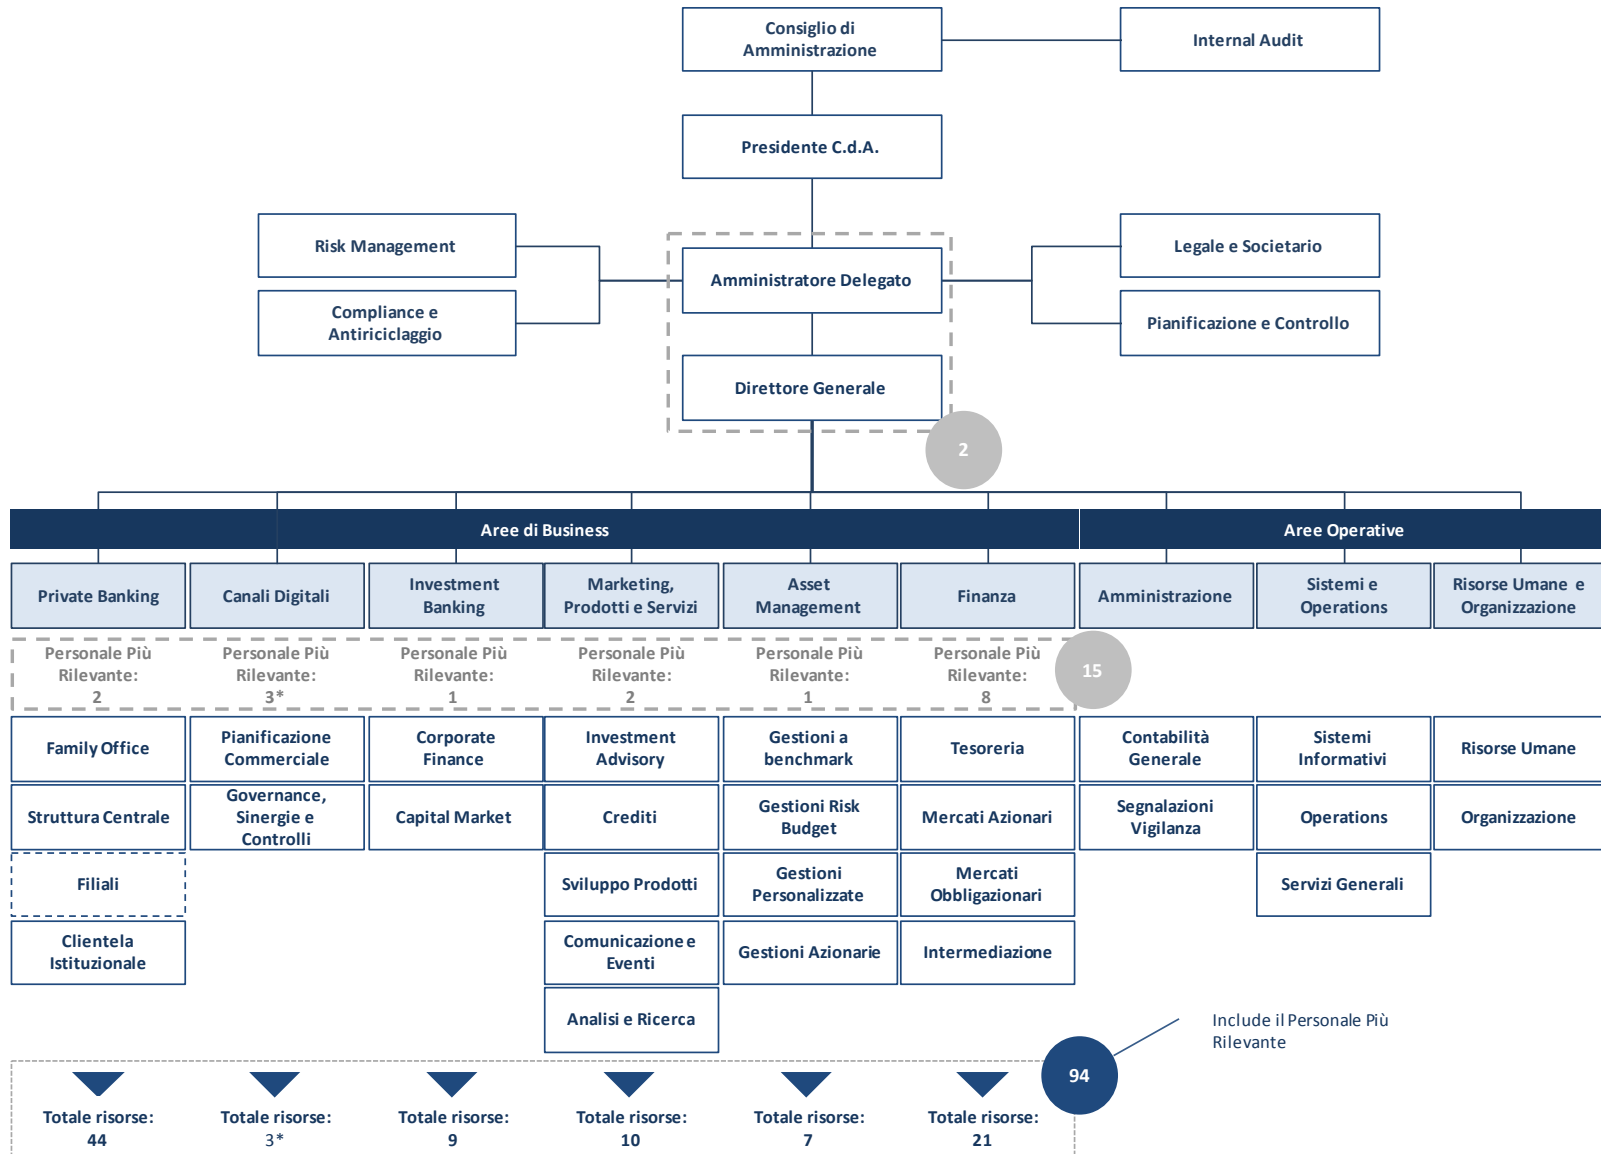 Consiglio di
Amministrazione
Internal Audit
Presidente C.d.A.
Risk Management
Legale e Societario
Amministratore Delegato
Compliance e
Antiriciclaggio
Pianificazione e Controllo
Direttore Generale
2
Aree di Business
Aree Operative
Private Banking
Canali Digitali
Investment
Banking
Marketing,
Prodotti e Servizi
Asset
Management
Finanza
Amministrazione
Sistemi e
Operations
Risorse Umane e
Organizzazione
Personale Più
Rilevante:
2
Personale Più
Rilevante:
3*
Personale Più
Rilevante:
1
Personale Più
Rilevante:
2
Personale Più
Rilevante:
1
Personale Più
Rilevante:
8
15
Family Office
Pianificazione
Commerciale
Corporate
Finance
Investment
Advisory
Gestioni a
benchmark
Tesoreria
Contabilità
Generale
Sistemi
Informativi
Risorse Umane
Struttura Centrale
Governance,
Sinergie e
Controlli
Capital Market
Crediti
Gestioni Risk
Budget
Mercati Azionari
Segnalazioni
Vigilanza
Operations
Organizzazione
Filiali
Sviluppo Prodotti
Gestioni
Personalizzate
Mercati
Obbligazionari
Servizi Generali
Clientela
Istituzionale
Comunicazione e
Eventi
Gestioni Azionarie
Intermediazione
Analisi e Ricerca
Include il Personale Più
Rilevante
94
Totale risorse:
44
Totale risorse:
3*
Totale risorse:
9
Totale risorse:
10
Totale risorse:
7
Totale risorse:
21